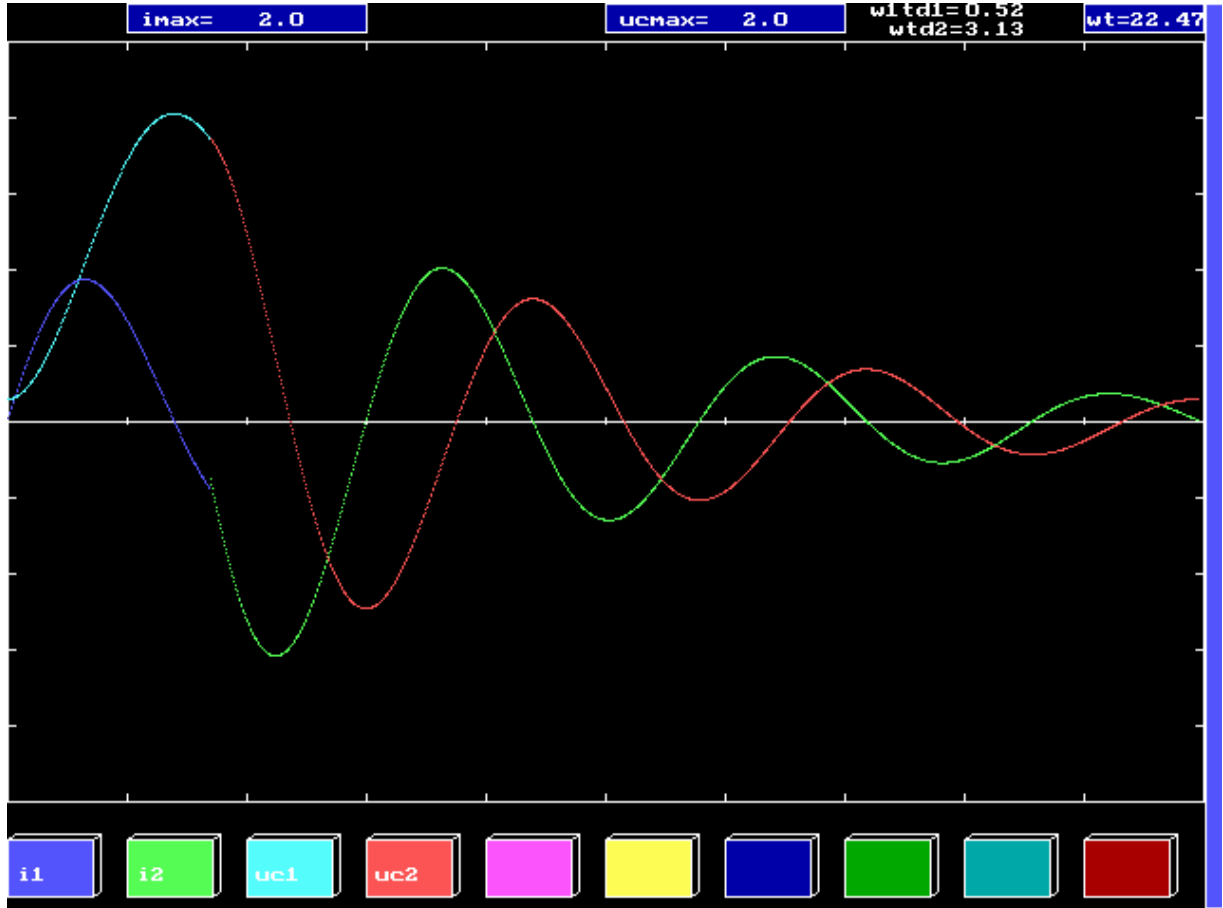 imax= 2.0
ucmax= 2.0
w1td1=0.52
wtd2=3.13
wt=22.47
i1
i2
uc1
uc2